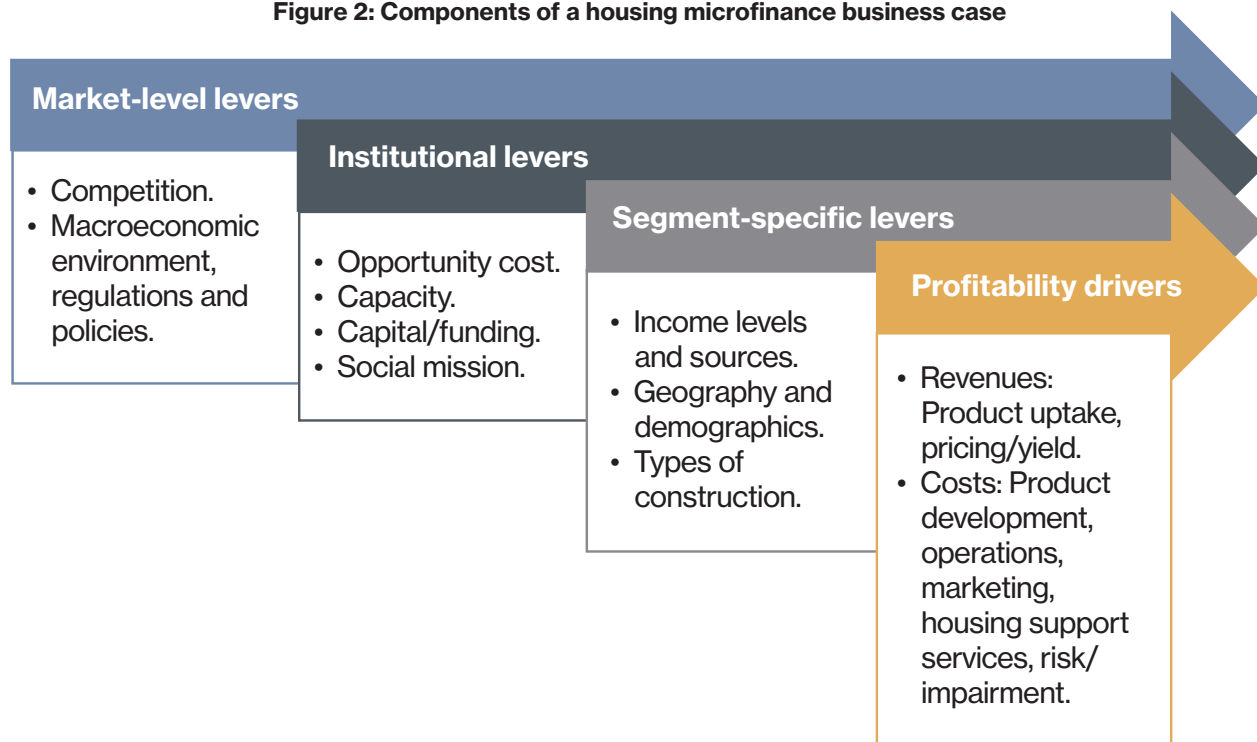 Figure 2: Components of a housing microfinance business case
Market-level levers
• Competition.
• Macroeconomic
environment,
regulations and
policies.
Institutional levers
• Opportunity cost.
• Capacity.
• Capital/funding.
• Social mission.
Segment-specific levers
• Income levels
and sources.
• Geography and
demographics.
• Types of
construction.
Profitability drivers
• Revenues:
Product uptake,
pricing/yield.
• Costs: Product
development,
operations,
marketing,
housing support
services, risk/
impairment.